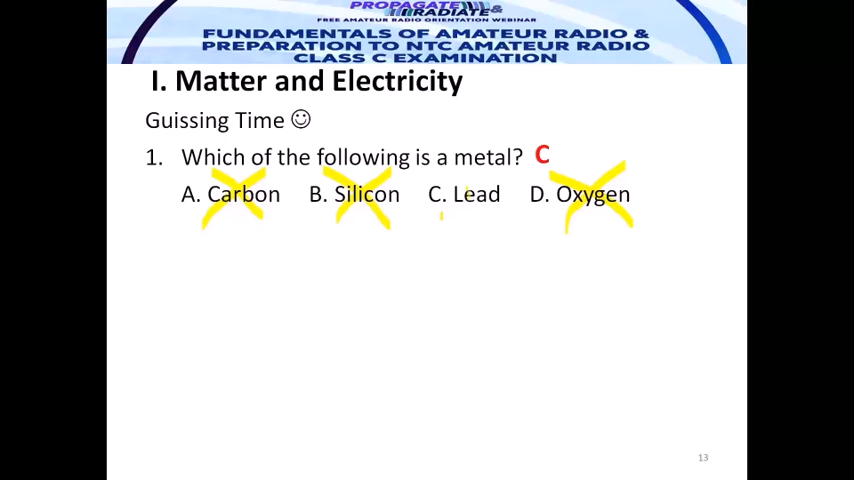 PROPAGATE &
RADIATE
FREE AMATEUR RADIO ORIENTATION WEBINAR
FUNDAMENTALS OF AMATEUR RADIO &
PREPARATION TO NTC AMATEUR RADIO
CLASS C EXAMINATION
I. Matter and Electricity
Guissing Time ☺
1. Which of the following is a metal? C
A. Carbon B. Silicon C. Lead D. Oxygen
13